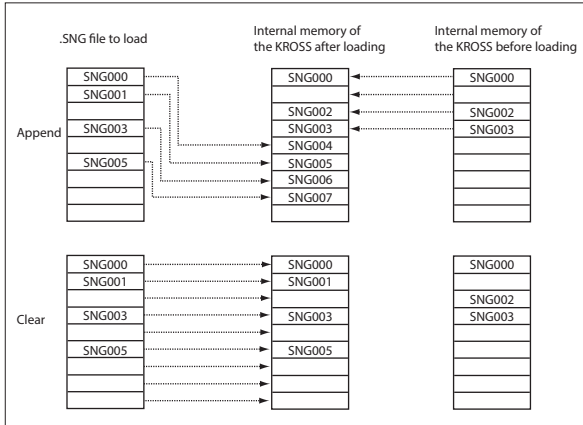 .SNG file to load
Internal memory of
the KROSS after loading
Internal memory of
the KROSS before loading
Append
SNG000
SNG001
SNG003
SNG005
SNG000
SNG002
SNG003
SNG004
SNG005
SNG006
SNG007
SNG000
SNG002
SNG003
Clear
SNG000
SNG001
SNG003
SNG005
SNG000
SNG001
SNG003
SNG005
SNG000
SNG002
SNG003